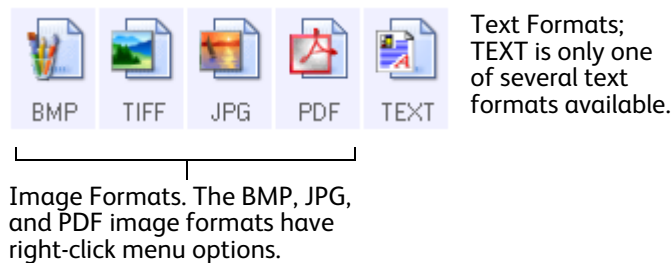 BMP TIFF JPG PDF TEXT
Text Formats;
TEXT is only one
of several text
formats available.
Image Formats. The BMP, JPG,
and PDF image formats have
right-click menu options.